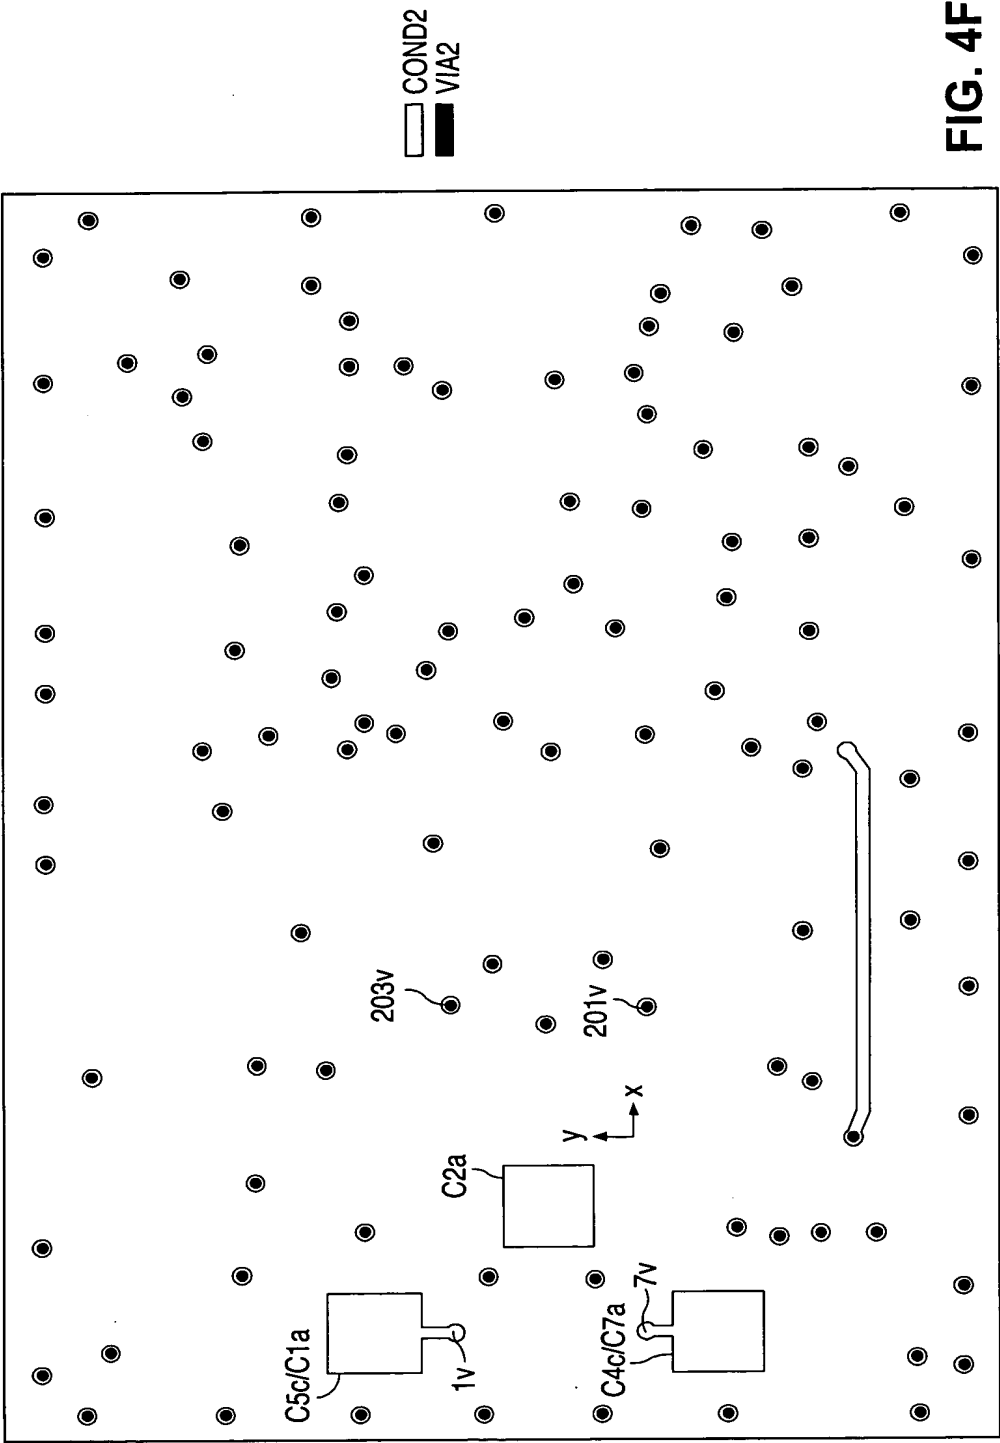 COND2
VIA2
FIG. 4F
203v
201v
y
x
C2a
7v
C5c/C1a
1v
C4c/C7a